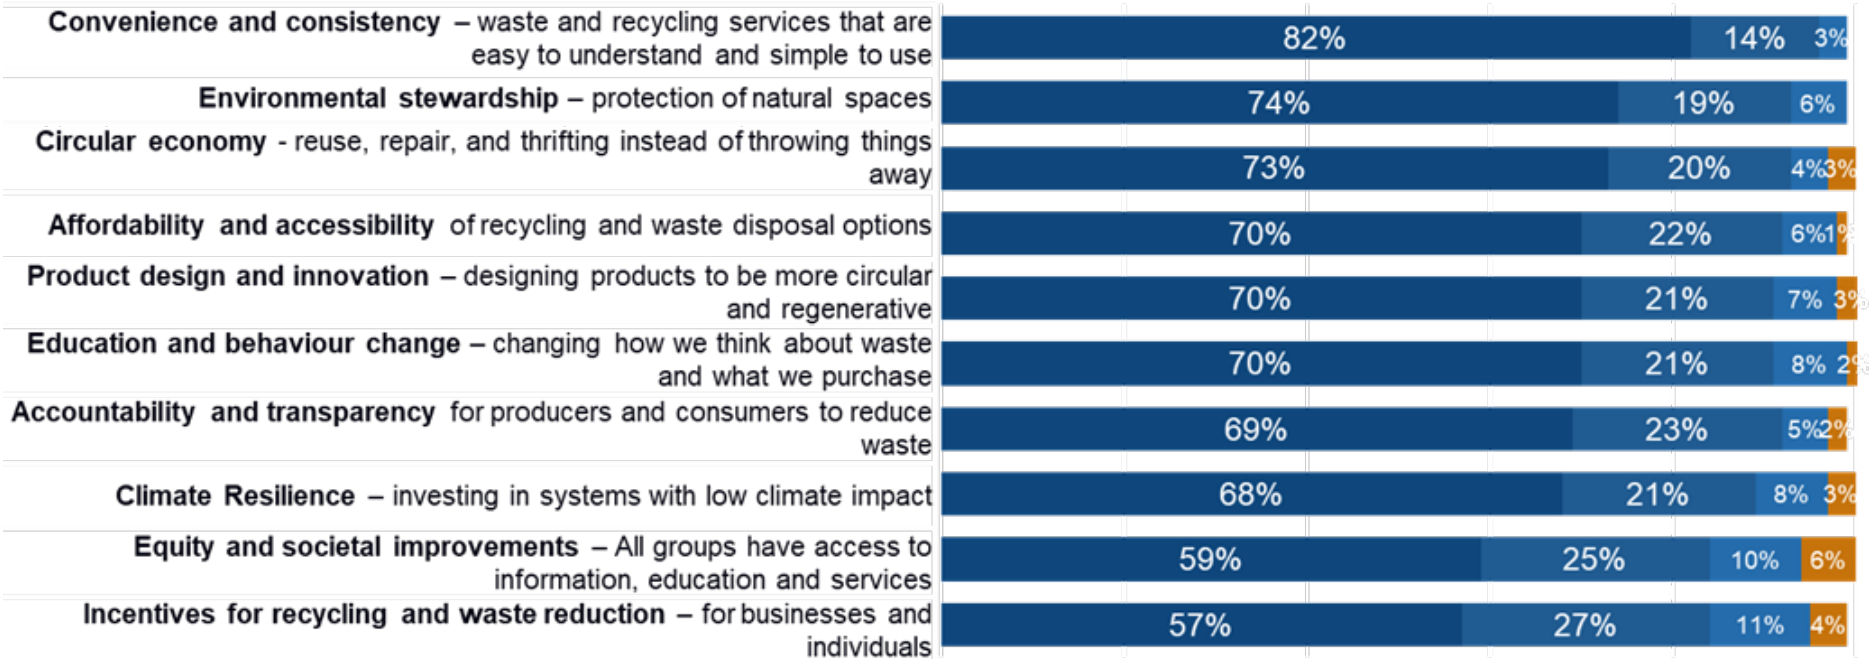 Convenience and consistency – waste and recycling services that are
easy to understand and simple to use
82% 14% 3%
Environmental stewardship – protection of natural spaces
74% 19% 6%
Circular economy - reuse, repair, and thrifting instead of throwing things
away
73% 20% 4% 3%
Affordability and accessibility of recycling and waste disposal options
70% 22% 6% 1%
Product design and innovation – designing products to be more circular
and regenerative
70% 21% 7% 3%
Education and behaviour change – changing how we think about waste
and what we purchase
70% 21% 8% 2%
Accountability and transparency for producers and consumers to reduce
waste
69% 23% 5% 2%
Climate Resilience – investing in systems with low climate impact
68% 21% 8% 3%
Equity and societal improvements – All groups have access to
information, education and services
59% 25% 10% 6%
Incentives for recycling and waste reduction – for businesses and
individuals
57% 27% 11% 4%